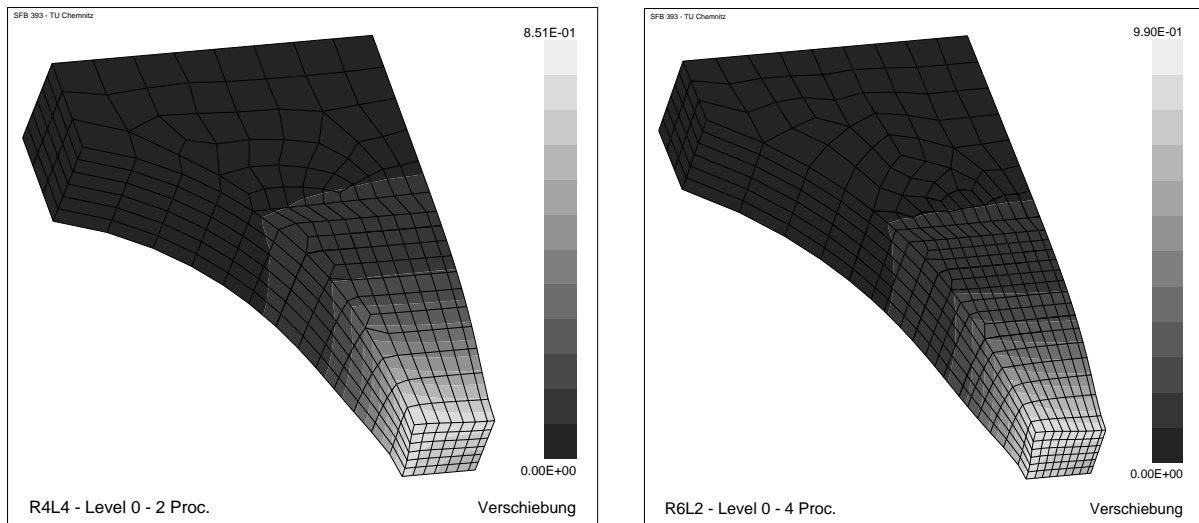 SFB 393 - TU Chemnitz
8.51E-01
0.00E+00
R4L4 - Level 0 - 2 Proc.
Verschiebung
SFB 393 - TU Chemnitz
9.90E-01
0.00E+00
R6L2 - Level 0 - 4 Proc.
Verschiebung